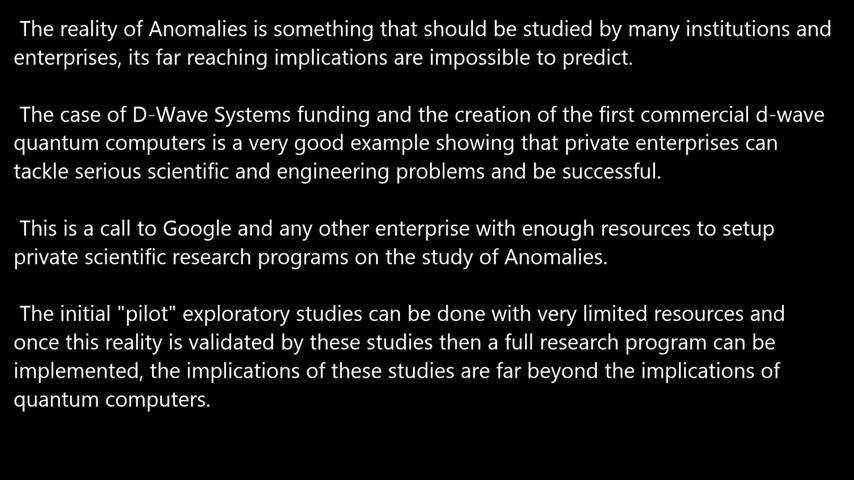 The reality of Anomalies is something that should be studied by many institutions and
enterprises, its far reaching implications are impossible to predict.
The case of D-Wave Systems funding and the creation of the first commercial d-wave
quantum computers is a very good example showing that private enterprises can
tackle serious scientific and engineering problems and be successful.
This is a call to Google and any other enterprise with enough resources to setup
private scientific research programs on the study of Anomalies.
The initial "pilot" exploratory studies can be done with very limited resources and
once this reality is validated by these studies then a full research program can be
implemented, the implications of these studies are far beyond the implications of
quantum computers.